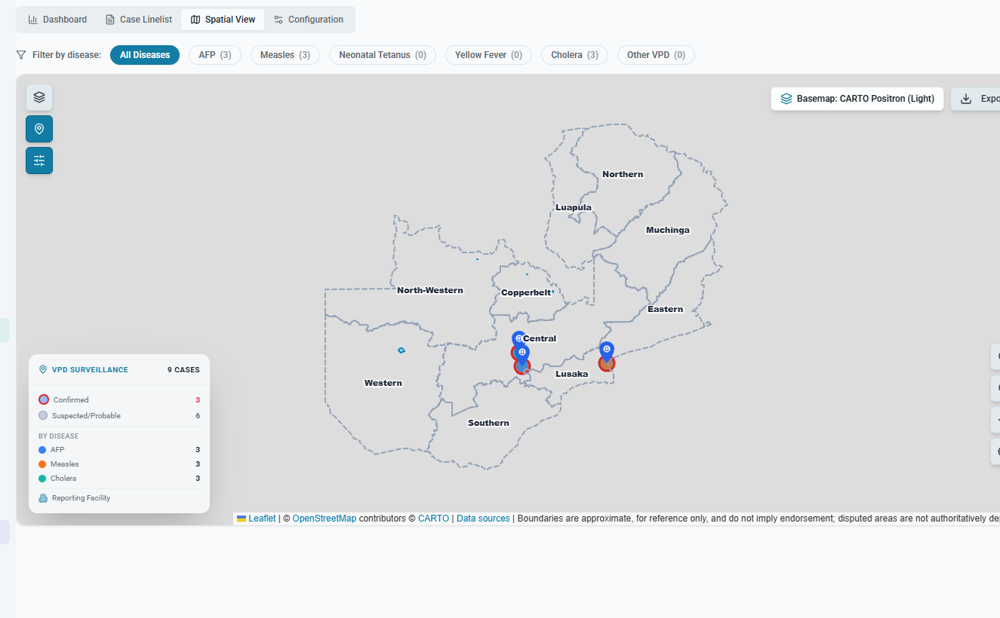 Dashboard Case Linelist Spatial View Configuration
Filter by disease: All Diseases AFP (3) Measles (3) Neonatal Tetanus (0) Yellow Fever (0) Cholera (3) Other VPD (0)
Basemap: CARTO Positron (Light) Expo
Northern
Luapula
Muchinga
North-Western
Copperbelt
Eastern
Central
Lusaka
Western
Southern
VPD SURVEILLANCE 9 CASES
Confirmed 3
Suspected/Probable 6
BY DISEASE
AFP 3
Measles 3
Cholera 3
Reporting Facility
Leaflet | © OpenStreetMap contributors © CARTO | Data sources | Boundaries are approximate, for reference only, and do not imply endorsement; disputed areas are not authoritatively de